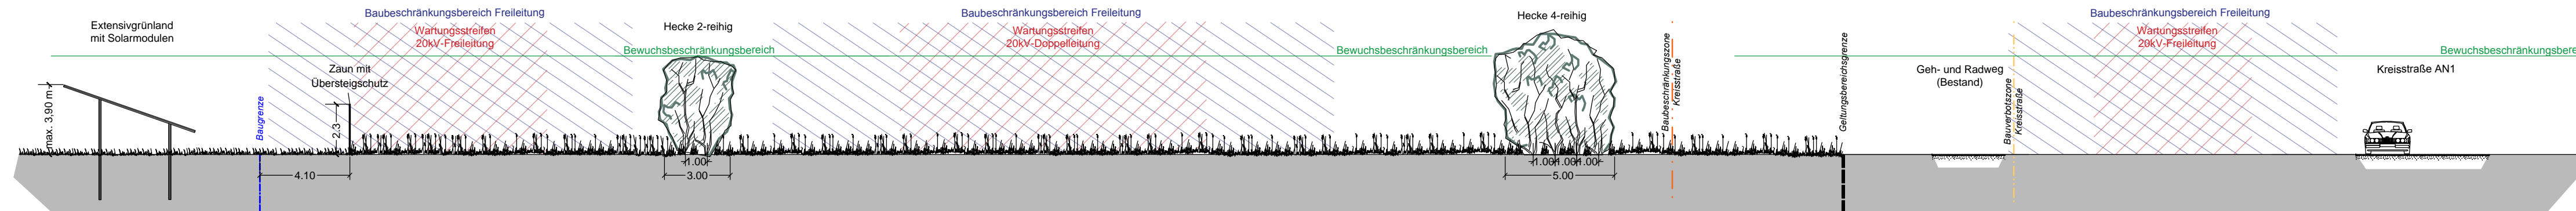 Extensivgrünland
mit Solarmodulen
max. 3,90 m
Baugrenze
4.10
Baubeschränkungsbereich Freileitung
Wartungsstreifen
20kV-Freileitung
Zaun mit
Übersteigschutz
2,3
Hecke 2-reihig
Bewuchsbeschränkungsbereich
1.00
3.00
Baubeschränkungsbereich Freileitung
Wartungsstreifen
20kV-Doppelleitung
Bewuchsbeschränkungsbereich
Hecke 4-reihig
1.00 1.00 1.00
5.00
Baubeschränkungszone
Kreisstraße
Geltungsbereichsgrenze
Geh- und Radweg
(Bestand)
Bauverbotszone
Kreisstraße
Baubeschränkungsbereich Freileitung
Wartungsstreifen
20kV-Freileitung
Bewuchsbeschränkungsbere
Kreisstraße AN1